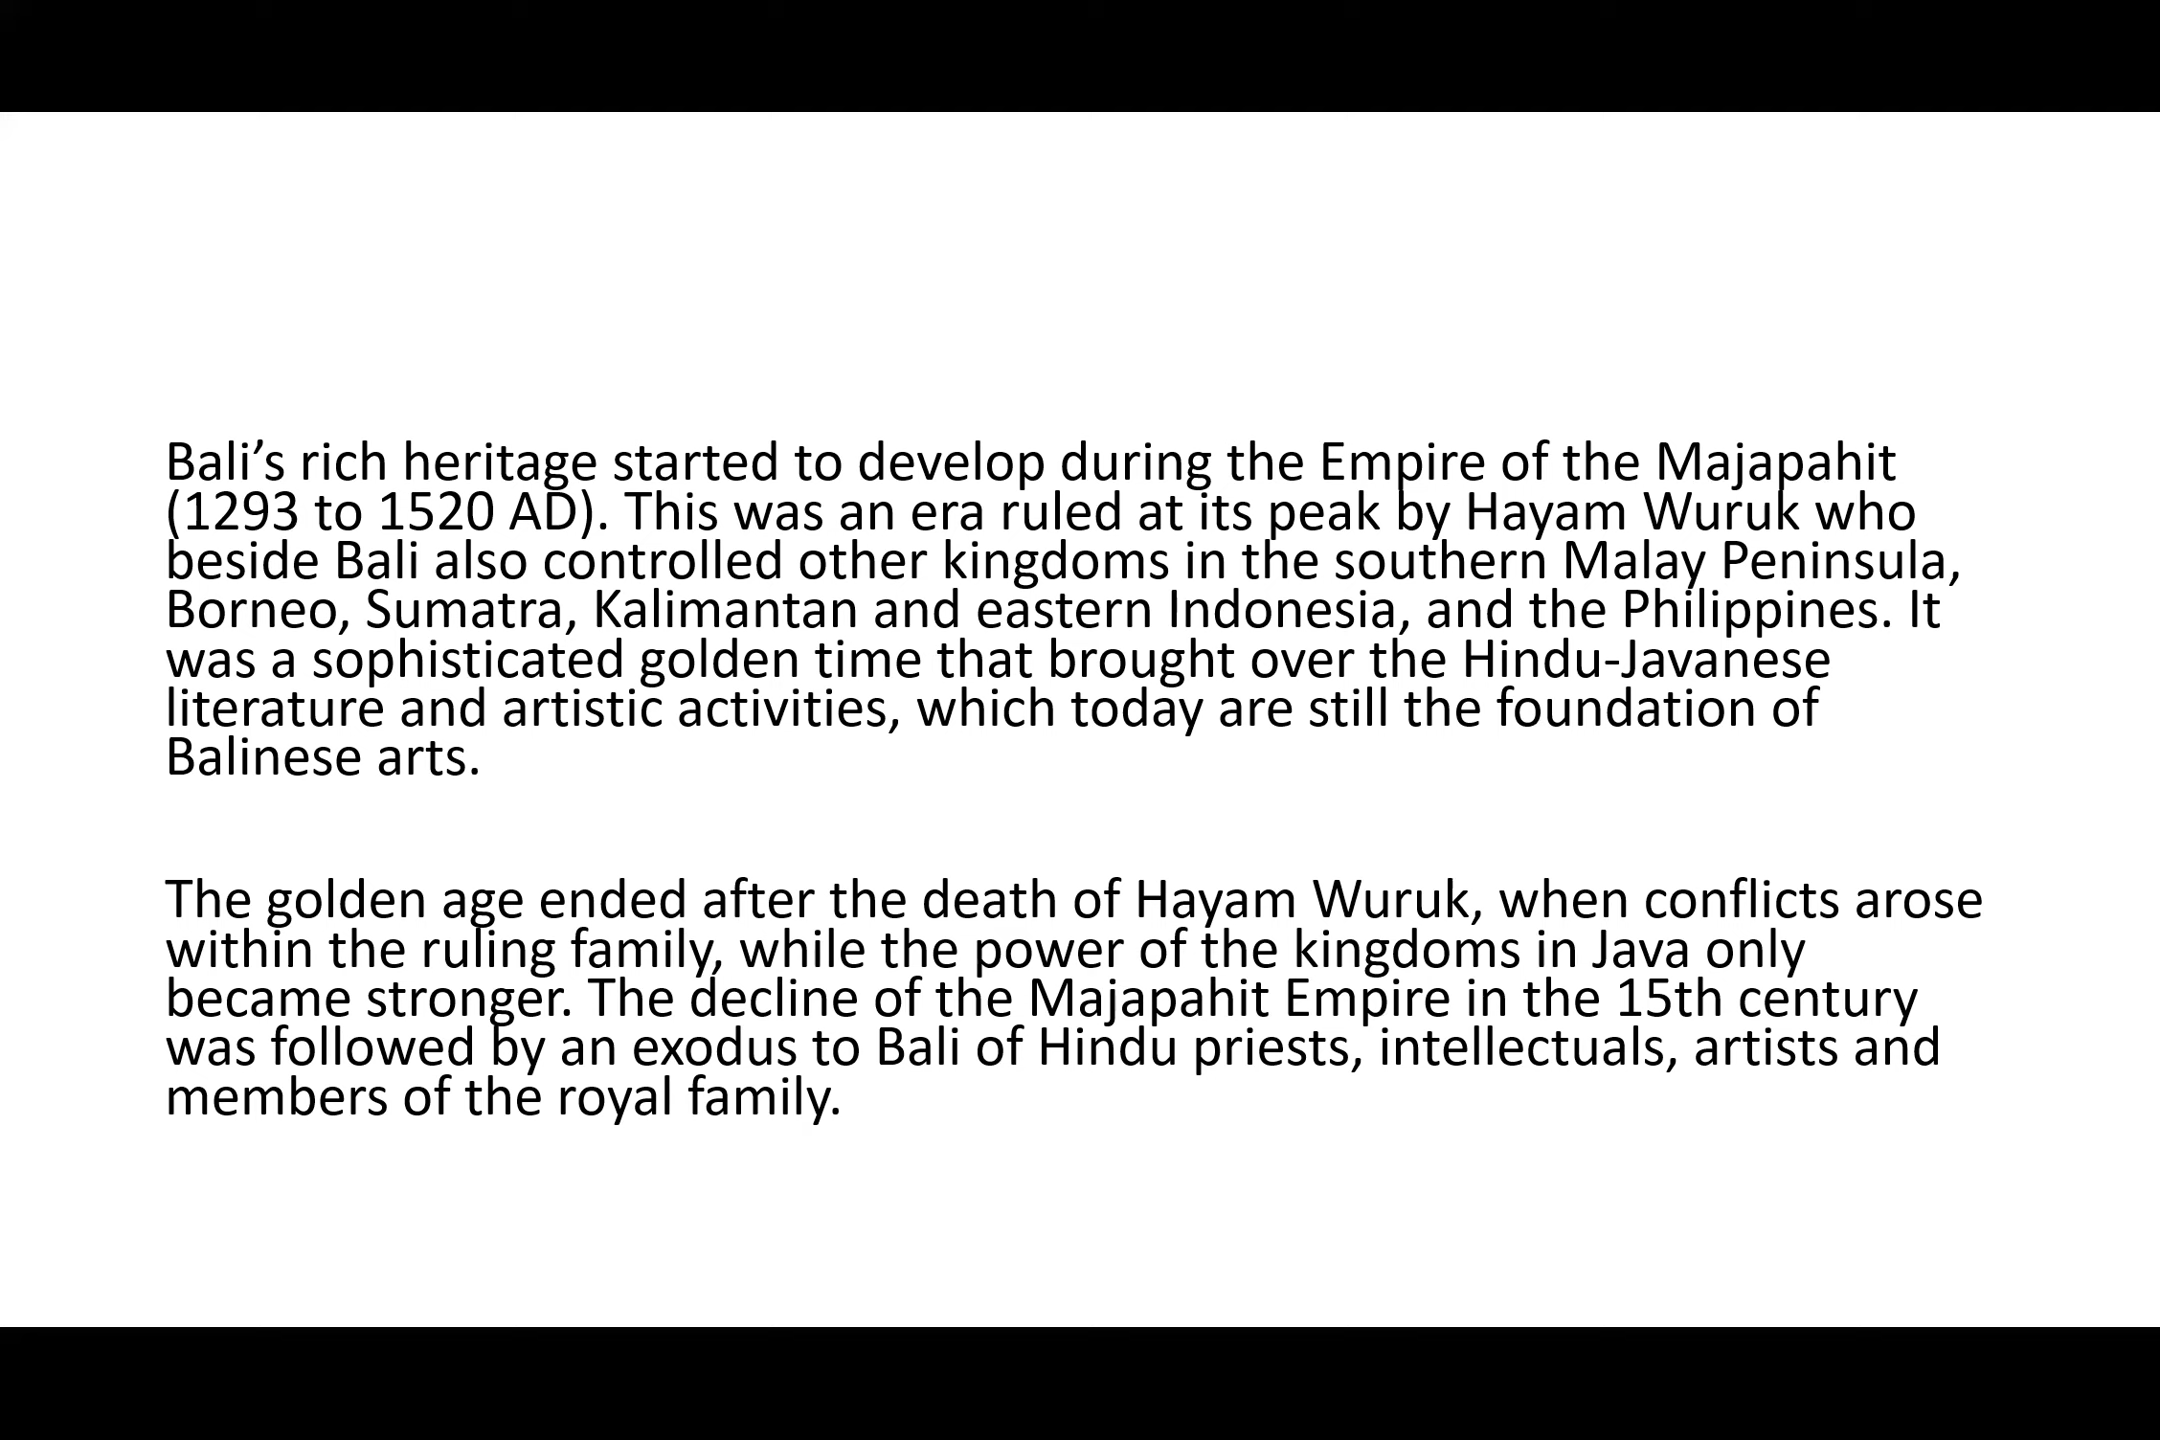 Bali’s rich heritage started to develop during the Empire of the Majapahit
(1293 to 1520 AD). This was an era ruled at its peak by Hayam Wuruk who
beside Bali also controlled other kingdoms in the southern Malay Peninsula,
Borneo, Sumatra, Kalimantan and eastern Indonesia, and the Philippines. It
was a sophisticated golden time that brought over the Hindu-Javanese
literature and artistic activities, which today are still the foundation of
Balinese arts.
The golden age ended after the death of Hayam Wuruk, when conflicts arose
within the ruling family, while the power of the kingdoms in Java only
became stronger. The decline of the Majapahit Empire in the 15th century
was followed by an exodus to Bali of Hindu priests, intellectuals, artists and
members of the royal family.